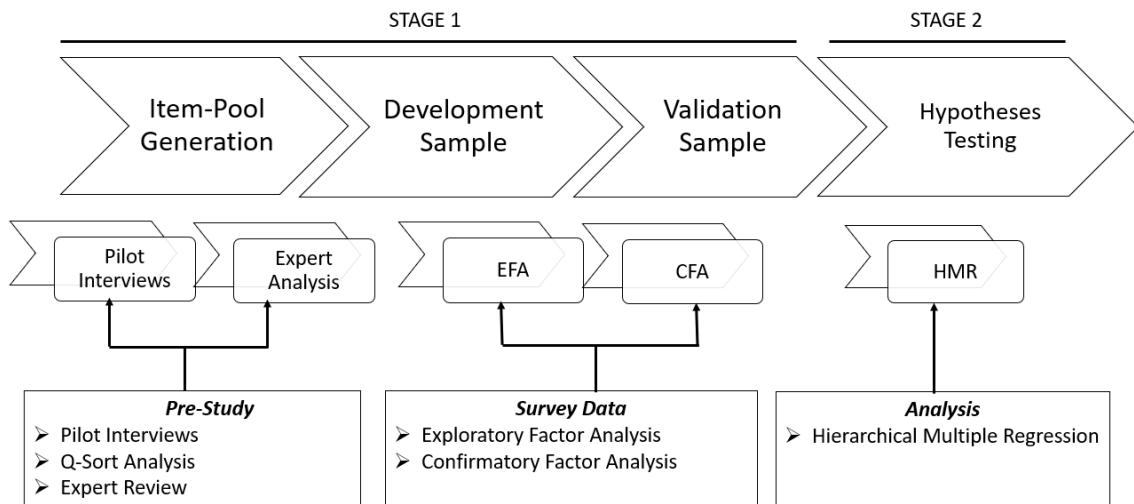 STAGE 1
STAGE 2
Item-Pool
Generation
Development
Sample
Validation
Sample
Hypotheses
Testing
Pilot
Interviews
Expert
Analysis
EFA
CFA
HMR
Pre-Study
➢ Pilot Interviews
➢ Q-Sort Analysis
➢ Expert Review
Survey Data
➢ Exploratory Factor Analysis
➢ Confirmatory Factor Analysis
Analysis
➢ Hierarchical Multiple Regression